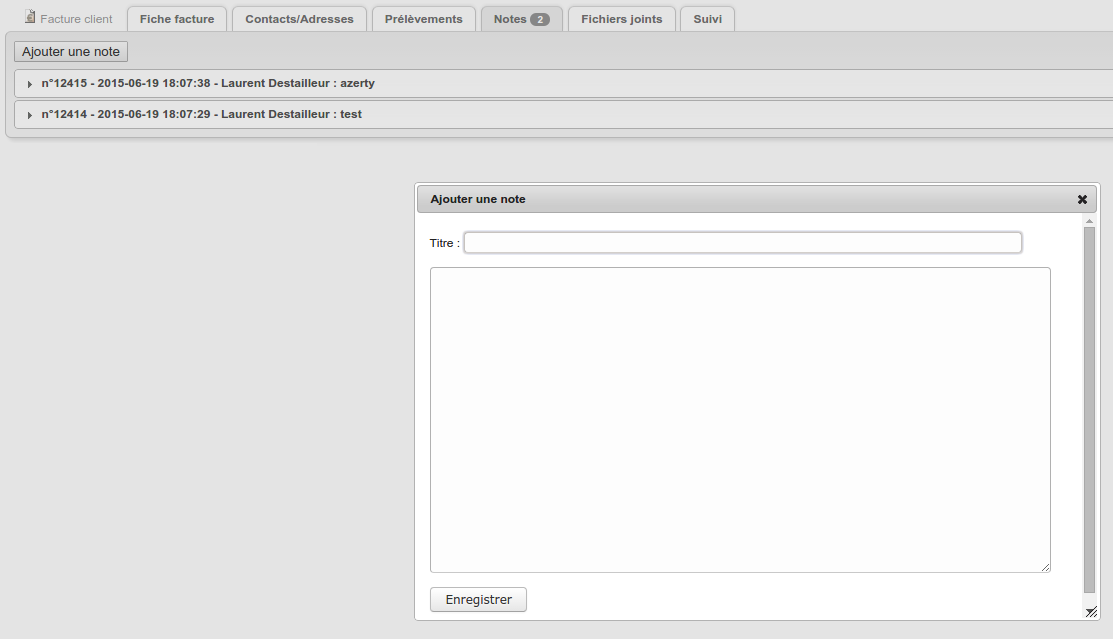 Facture client Fiche facture Contacts/Adresses Prélèvements Notes 2 Fichiers joints Suivi
Ajouter une note
n°12415 - 2015-06-19 18:07:38 - Laurent Destailleur : azerty
n°12414 - 2015-06-19 18:07:29 - Laurent Destailleur : test
Ajouter une note
Titre :
Enregistrer